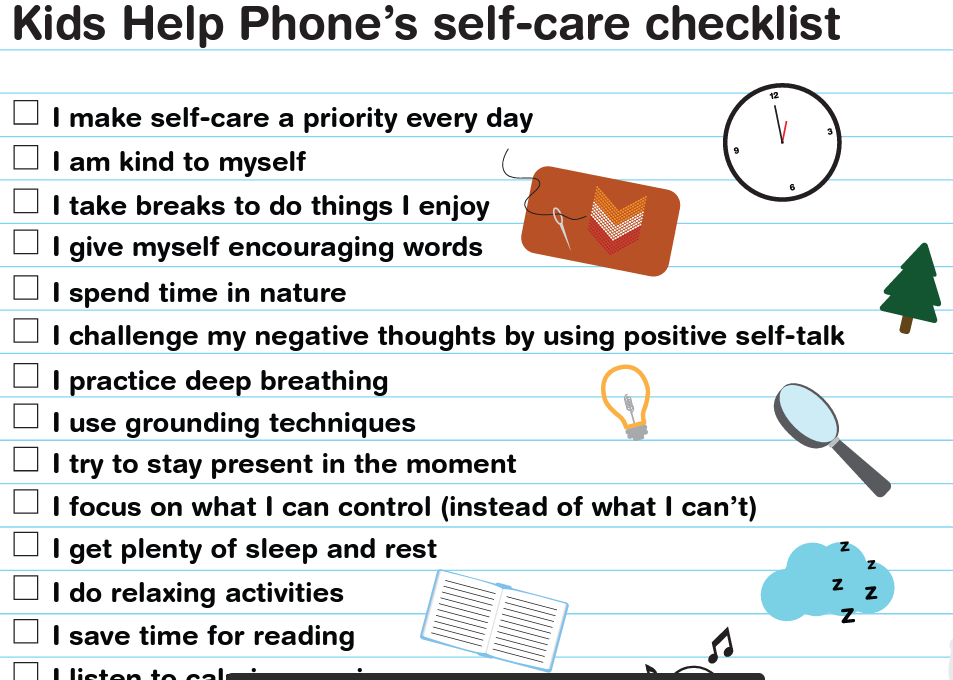 Kids Help Phone’s self-care checklist
I make self-care a priority every day
12
3
9
6
I am kind to myself
I take breaks to do things I enjoy
I give myself encouraging words
I spend time in nature
I challenge my negative thoughts by using positive self-talk
I practice deep breathing
I use grounding techniques
I try to stay present in the moment
I focus on what I can control (instead of what I can’t)
I get plenty of sleep and rest
z
z
z
z
z
I do relaxing activities
I save time for reading
I listen to